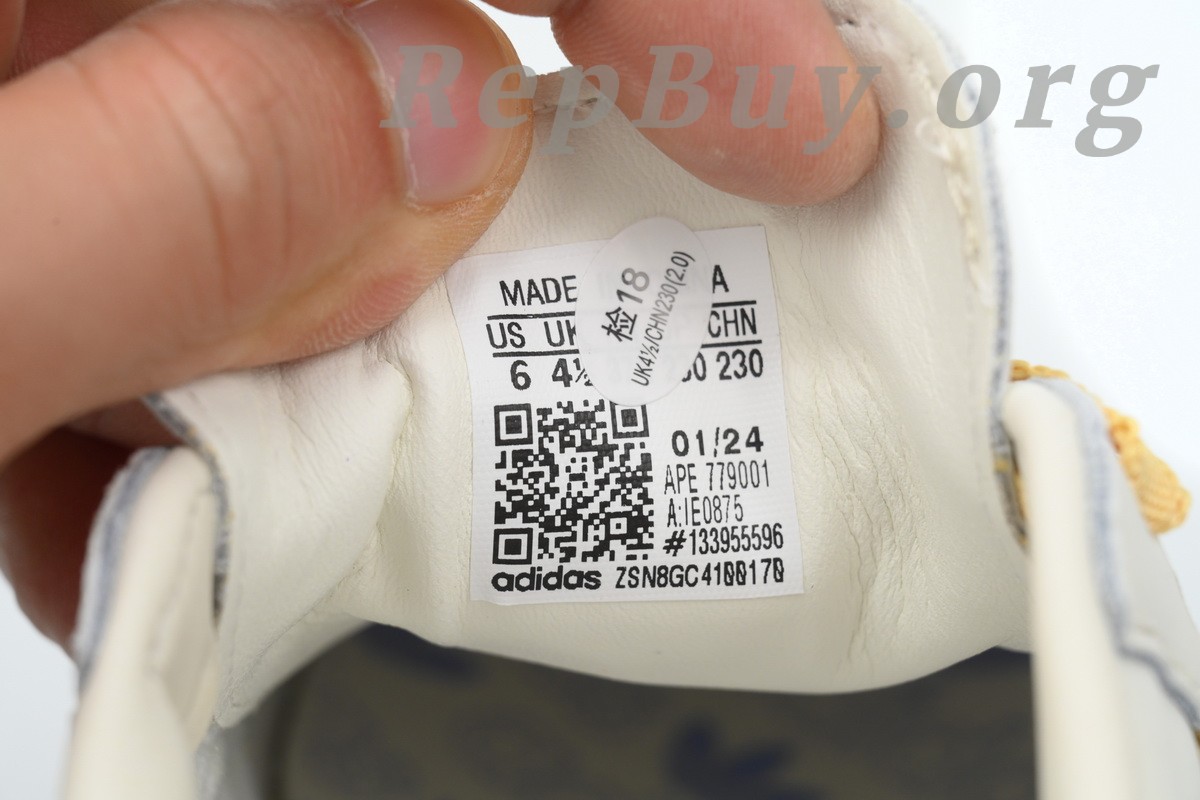 RepBuy.org
MADE A
检18
UK4½/CHN230(2.0)
US UK CHN
6 4½ 230
01/24
APE 779001
A:IE0875
#133955596
adidas ZSN8GC4100170